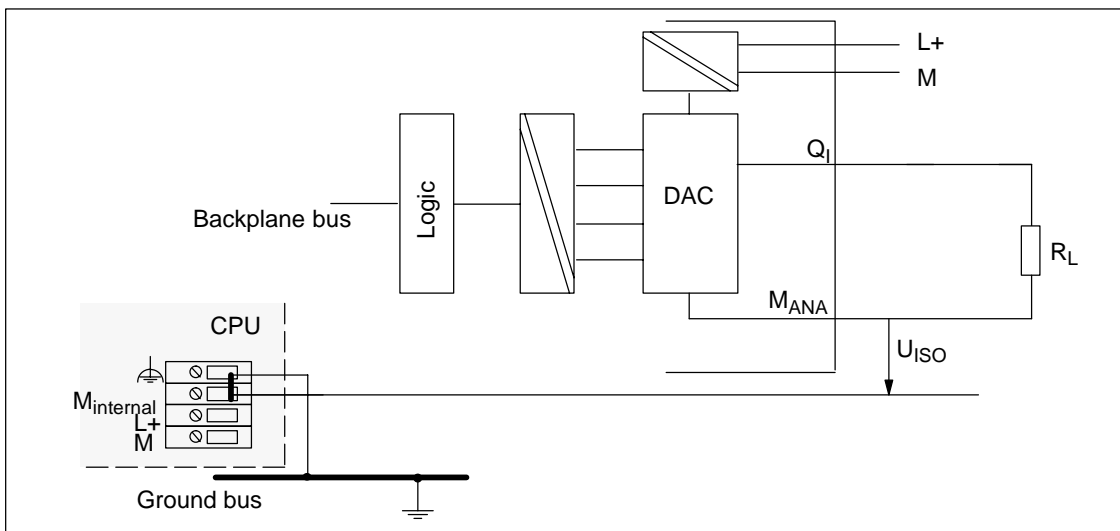 L+
M
Q_I
DAC
Logic
Backplane bus
R_L
M_ANA
CPU
U_ISO
M_internal
L+
M
Ground bus